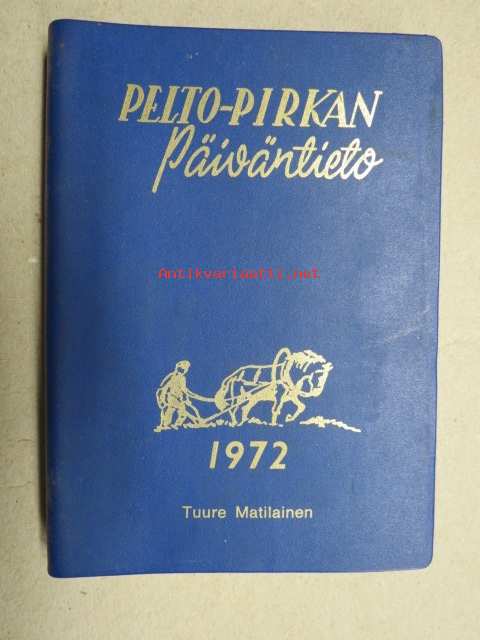 PELTO-PIRKAN
Päiväntieto
Antikvariaatti.net
1972
Tuure Matilainen